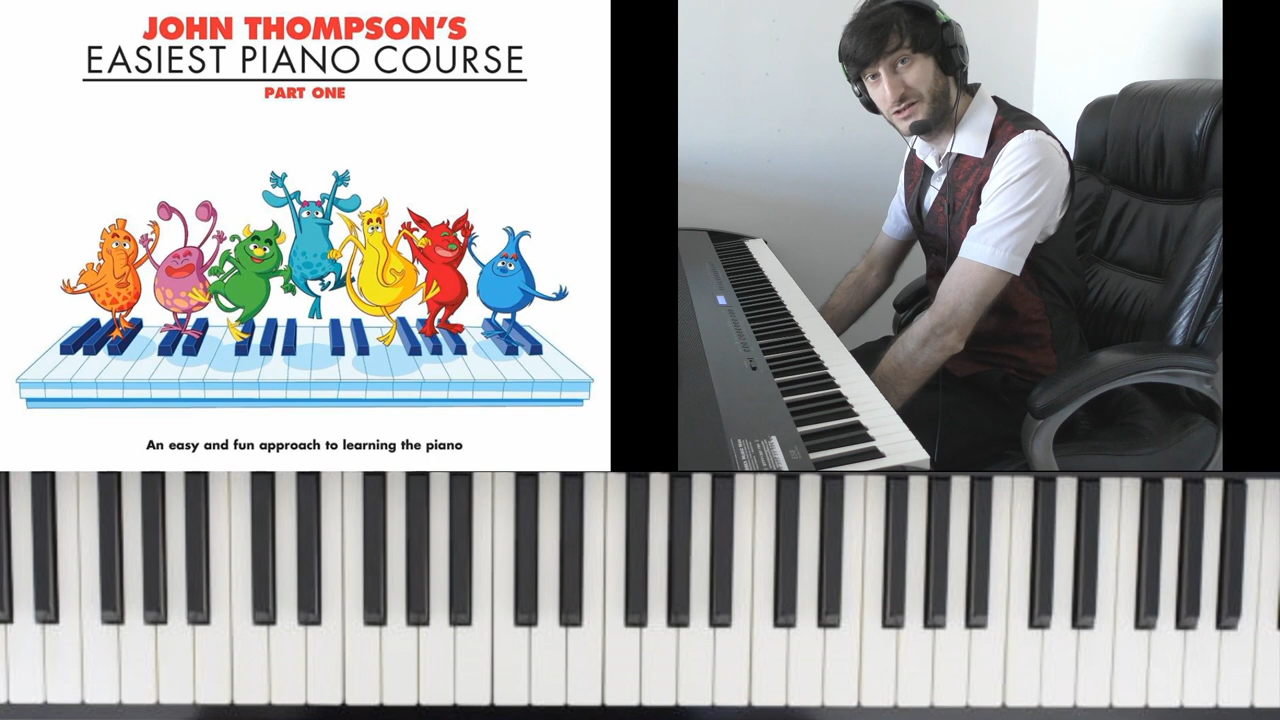 JOHN THOMPSON'S
EASIEST PIANO COURSE
PART ONE
An easy and fun approach to learning the piano